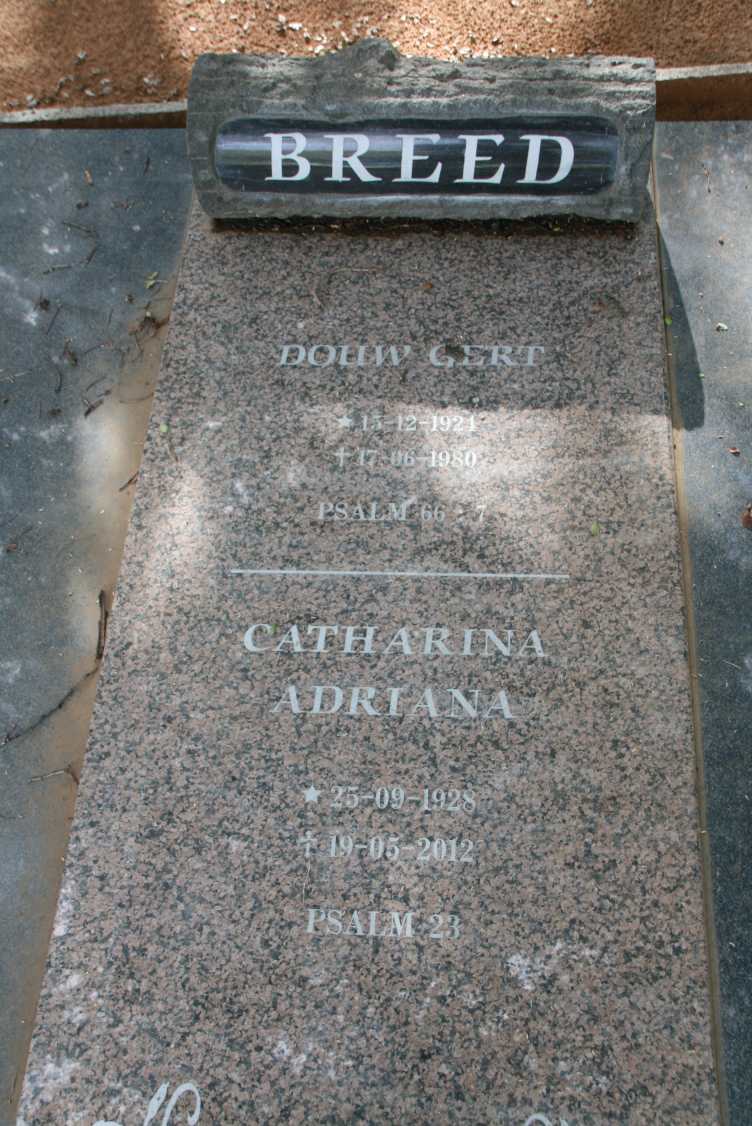 BREED
DOUW GERT
★ 15-12-1924
† 17-06-1980
PSALM 66 : 7
CATHARINA
ADRIANA
★ 25-09-1928
† 19-05-2012
PSALM 23